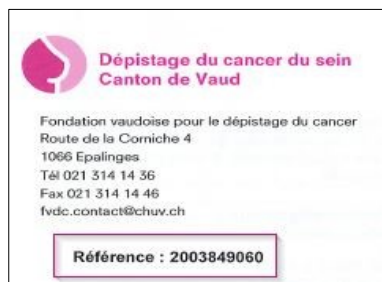 Dépistage du cancer du sein
Canton de Vaud
Fondation vaudoise pour le dépistage du cancer
Route de la Corniche 4
1066 Epalinges
Tél 021 314 14 36
Fax 021 314 14 46
fvdc.contact@chuv.ch
Référence : 2003849060